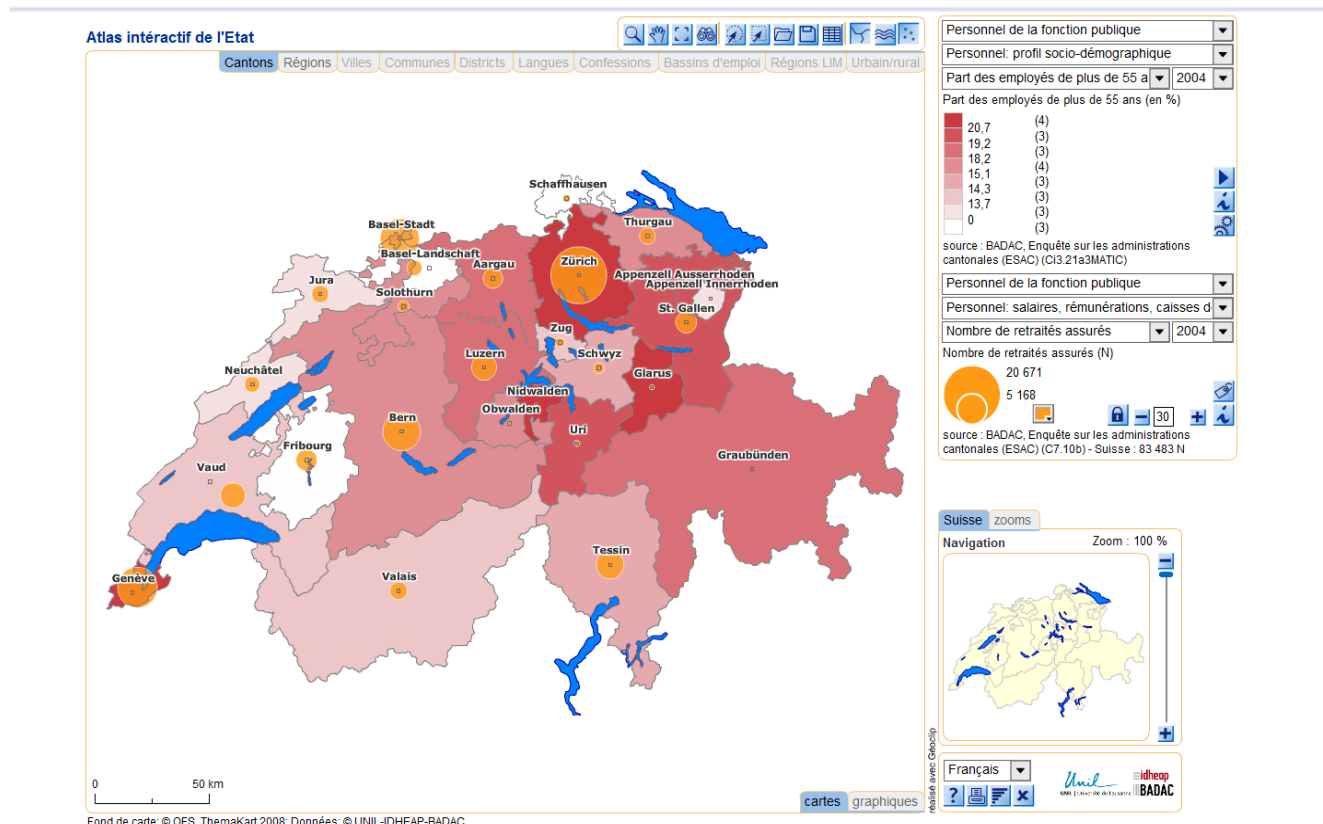 Atlas intéractif de l'Etat
Cantons Régions Villes Communes Districts Langues Confessions Bassins d'emploi Régions LIM Urbain/rural
Schaffhausen
Basel-Stadt
Thurgau
Basel-Landschaft
Aargau
Zürich
Appenzell Ausserrhoden
Jura
Appenzell Innerrhoden
Solothurn
St. Gallen
Zug
Luzern
Schwyz
Neuchâtel
Glarus
Nidwalden
Obwalden
Bern
Uri
Fribourg
Graubünden
Vaud
Tessin
Genève
Valais
0 50 km
cartes graphiques
réalisé avec Géoclip
Fond de carte: © OFS, ThemaKart 2008; Données: © UNIL-IDHEAP-BADAC
Personnel de la fonction publique
Personnel: profil socio-démographique
Part des employés de plus de 55 a 2004
Part des employés de plus de 55 ans (en %)
(4)
20,7 (3)
19,2 (3)
18,2 (4)
15,1 (3)
14,3 (3)
13,7 (3)
0 (3)
source : BADAC, Enquête sur les administrations
cantonales (ESAC) (Ci3.21a3MATIC)
Personnel de la fonction publique
Personnel: salaires, rémunérations, caisses d
Nombre de retraités assurés 2004
Nombre de retraités assurés (N)
20 671
5 168
30
source : BADAC, Enquête sur les administrations
cantonales (ESAC) (C7.10b) - Suisse : 83 483 N
Suisse zooms
Navigation Zoom : 100 %
Français
Unil
UNIL | Université de Lausanne
idheap
BADAC